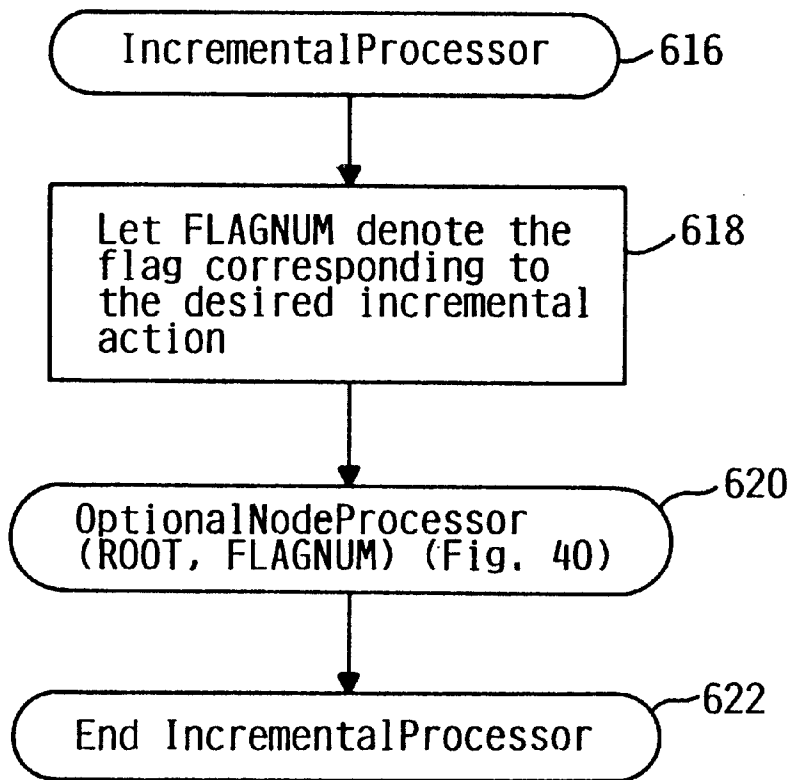 IncrementalProcessor
616
Let FLAGNUM denote the
flag corresponding to
the desired incremental
action
618
OptionalNodeProcessor
(ROOT, FLAGNUM) (Fig. 40)
620
End IncrementalProcessor
622